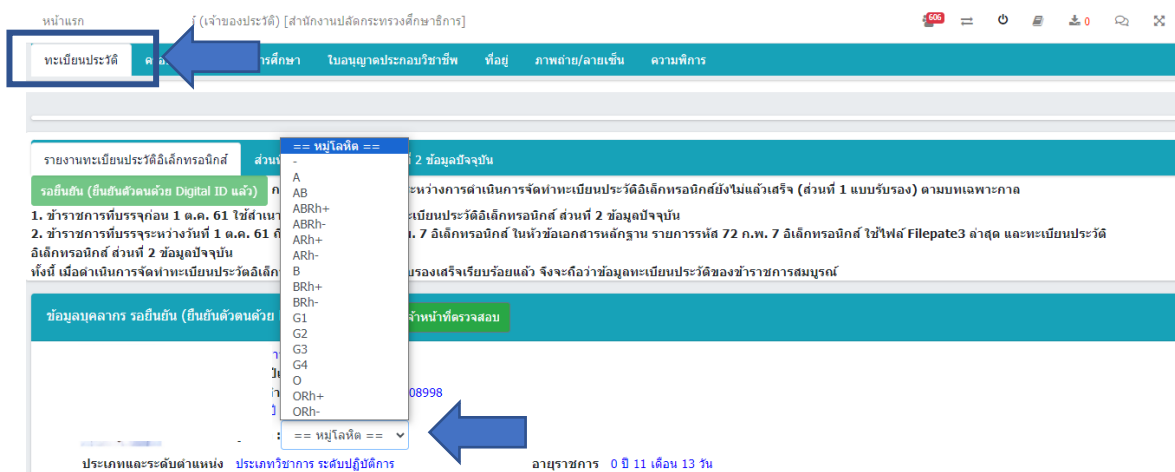 หน้าแรก (เจ้าของประวัติ) [สำนักงานปลัดกระทรวงศึกษาธิการ] 606 0
ทะเบียนประวัติ รศึกษา ใบอนุญาตประกอบวิชาชีพ ที่อยู่ ภาพถ่าย/ลายเซ็น ความพิการ
รายงานทะเบียนประวัติอิเล็กทรอนิกส์ ส่วนที่ 2 ข้อมูลปัจจุบัน
รอยืนยัน (ยืนยันตัวตนด้วย Digital ID แล้ว) ระหว่างการดำเนินการจัดทำทะเบียนประวัติอิเล็กทรอนิกส์ยังไม่แล้วเสร็จ (ส่วนที่ 1 แบบรับรอง) ตามบทเฉพาะกาล
1. ข้าราชการที่บรรจุก่อน 1 ต.ค. 61 ใช้สำเนา ะเบียนประวัติอิเล็กทรอนิกส์ ส่วนที่ 2 ข้อมูลปัจจุบัน
2. ข้าราชการที่บรรจุระหว่างวันที่ 1 ต.ค. 61 ถึ . 7 อิเล็กทรอนิกส์ ในหัวข้อเอกสารหลักฐาน รายการรหัส 72 ก.พ. 7 อิเล็กทรอนิกส์ ใช้ไฟล์ Filepate3 ล่าสุด และทะเบียนประวัติ
อิเล็กทรอนิกส์ ส่วนที่ 2 ข้อมูลปัจจุบัน
ทั้งนี้ เมื่อดำเนินการจัดทำทะเบียนประวัตอิเล็ก บรองเสร็จเรียบร้อยแล้ว จึงจะถือว่าข้อมูลทะเบียนประวัติของข้าราชการสมบูรณ์
ข้อมูลบุคลากร รอยืนยัน (ยืนยันตัวตนด้วย จ้าหน้าที่ตรวจสอบ
== หมู่โลหิต ==
-
A
AB
ABRh+
ABRh-
ARh+
ARh-
B
BRh+
BRh-
G1
G2
G3
G4
O
ORh+
ORh-
08998
: == หมู่โลหิต ==
ประเภทและระดับตำแหน่ง ประเภทวิชาการ ระดับปฏิบัติการ อายุราชการ 0 ปี 11 เดือน 13 วัน